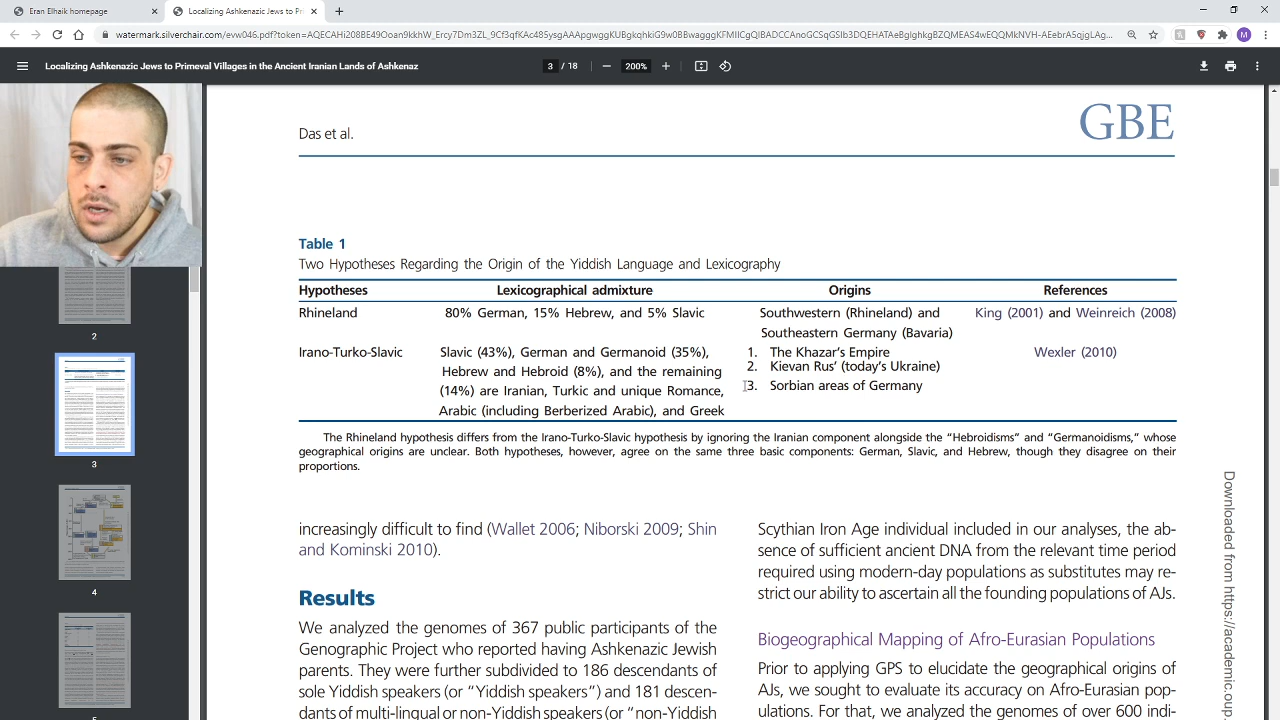 Eran Elhaik homepage
Localizing Ashkenazic Jews to Pri
Localizing Ashkenazic Jews to Primeval Villages in the Ancient Iranian Lands of Ashkenaz
3 / 18
200%
2
3
4
5
Das et al.
GBE
Table 1
Two Hypotheses Regarding the Origin of the Yiddish Language and Lexicography
Hypotheses Lexicographical admixture Origins References
Rhineland 80% German, 15% Hebrew, and 5% Slavic Southwestern (Rhineland) and King (2001) and Weinreich (2008)
Southeastern Germany (Bavaria)
Irano-Turko-Slavic Slavic (43%), German and Germanoid (35%), 1. The Khazar's Empire Wexler (2010)
Hebrew and Hebroid (8%), and the remaining 2. Kievan Rus' (today's Ukraine)
(14%) are Iranian, Turkic and unique Romance, 3. Sorbian areas of Germany
Arabic (including Berberized Arabic), and Greek
The Rhineland hypothesis differs from the Irano-Turko-Slavic hypothesis by ignoring the Iranian component alongside the "Hebroidisms" and "Germanoidisms," whose
geographical origins are unclear. Both hypotheses, however, agree on the same three basic components: German, Slavic, and Hebrew, though they disagree on their
proportions.
increasing difficult to find (Walter 2006; Niborski 2009; Shin
and Kominski 2010).
Results
We analyzed the genomes of 367 public participants of the
Genographic Project who reported having Ashkenazic Jewish
parents. They were further subdivided to 186 descendants of
sole Yiddish speakers (or "Yiddish speakers") and 181 descen-
dants of multi-lingual or non-Yiddish speakers (or "non-Yiddish
Scythian Iron Age individual included in our analyses, the ab-
sence of sufficient ancient DNA from the relevant time period
required using modern-day populations as substitutes may re-
strict our ability to ascertain all the founding populations of AJs.
Biogeographical Mapping of Afro-Eurasian Populations
Prior to applying GPS to elucidate the geographical origins of
AJs, we sought to evaluate its accuracy on Afro-Eurasian pop-
ulations. For that, we analyzed the genomes of over 600 indi-
Downloaded from https://academic.oup.
M